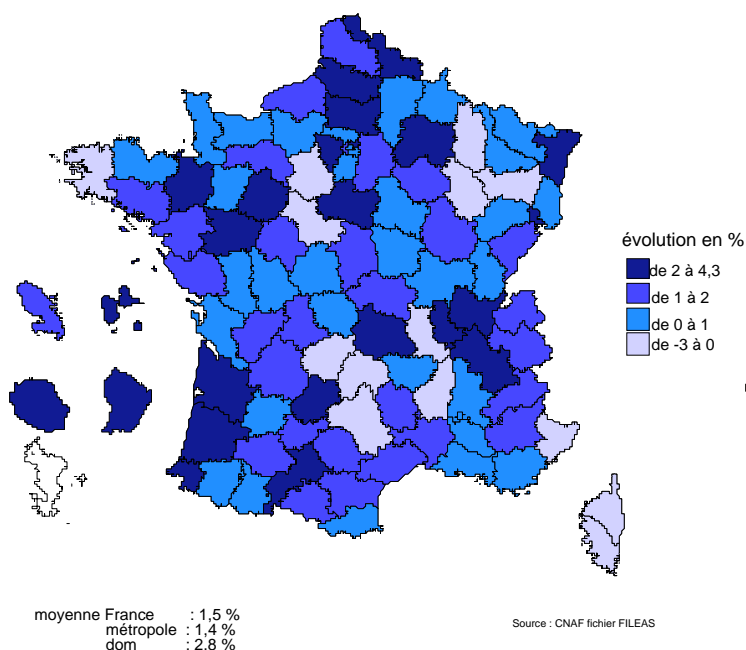 évolution en %
de 2 à 4,3
de 1 à 2
de 0 à 1
de -3 à 0
moyenne France : 1,5 %
métropole : 1,4 %
dom : 2.8 %
Source : CNAF fichier FILEAS